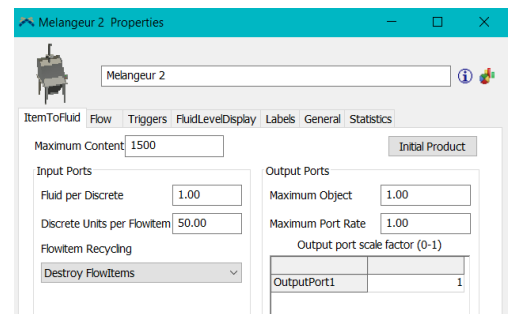 Melangeur 2 Properties
Melangeur 2
ItemToFluid Flow Triggers FluidLevelDisplay Labels General Statistics
Maximum Content 1500 Initial Product
Input Ports
Fluid per Discrete 1.00
Discrete Units per Flowitem 50.00
Flowitem Recycling
Destroy FlowItems
Output Ports
Maximum Object 1.00
Maximum Port Rate 1.00
Output port scale factor (0-1)
OutputPort1 1